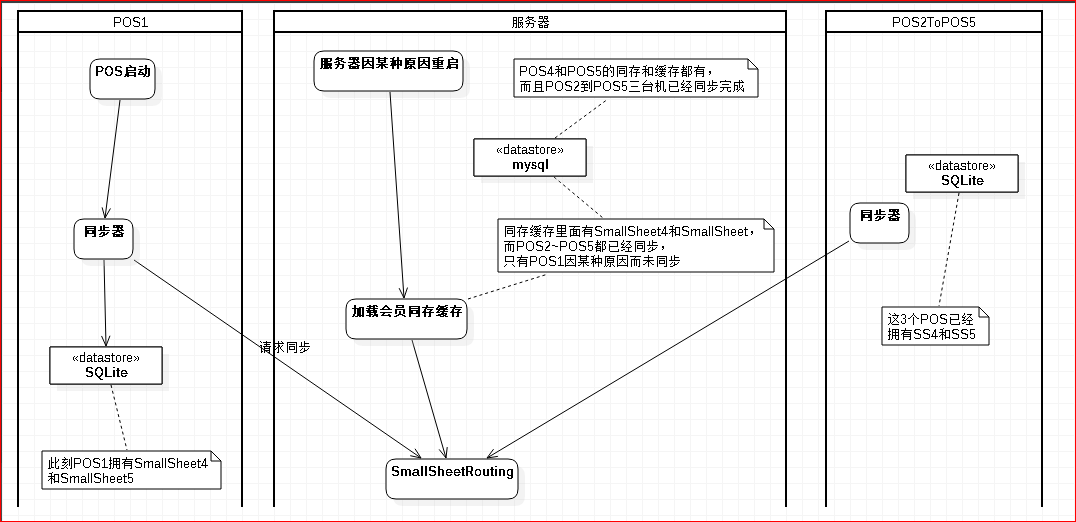 POS1
服务器
POS2ToPOS5
POS启动
服务器因某种原因重启
POS4和POS5的同存和缓存都有，
而且POS2到POS5三台机已经同步完成
«datastore»
mysql
«datastore»
SQLite
同步器
同步器
同存缓存里面有SmallSheet4和SmallSheet，
而POS2~POS5都已经同步，
只有POS1因某种原因而未同步
加载会员同存缓存
这3个POS已经
拥有SS4和SS5
请求同步
«datastore»
SQLite
此刻POS1拥有SmallSheet4
和SmallSheet5
SmallSheetRouting